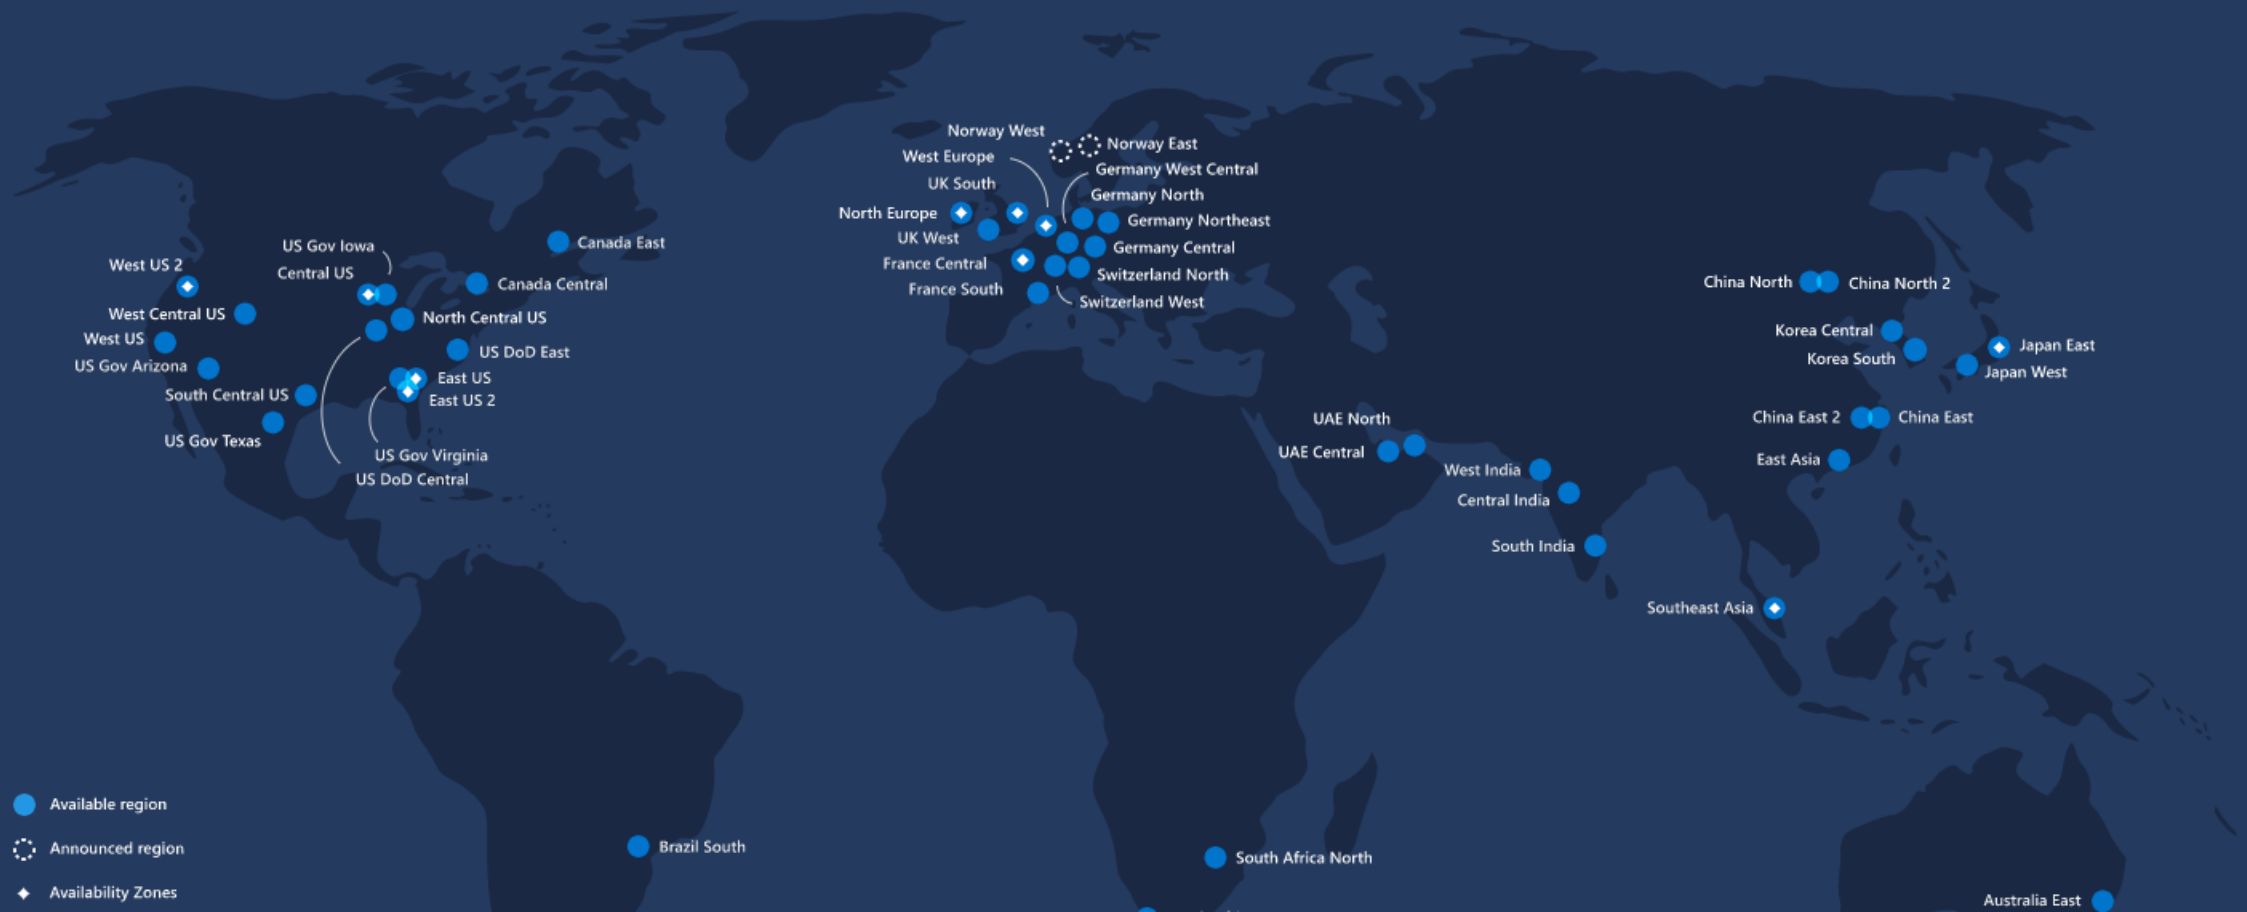 Norway West
Norway East
West Europe
Germany West Central
UK South
Germany North
North Europe
Germany Northeast
UK West
Germany Central
France Central
Switzerland North
France South
Switzerland West
US Gov Iowa
Canada East
West US 2
Central US
Canada Central
West Central US
North Central US
West US
US DoD East
US Gov Arizona
East US
South Central US
East US 2
US Gov Texas
US Gov Virginia
US DoD Central
China North
China North 2
Korea Central
Korea South
Japan East
Japan West
China East 2
China East
UAE North
UAE Central
East Asia
West India
Central India
South India
Southeast Asia
Available region
Announced region
Availability Zones
Brazil South
South Africa North
Australia East